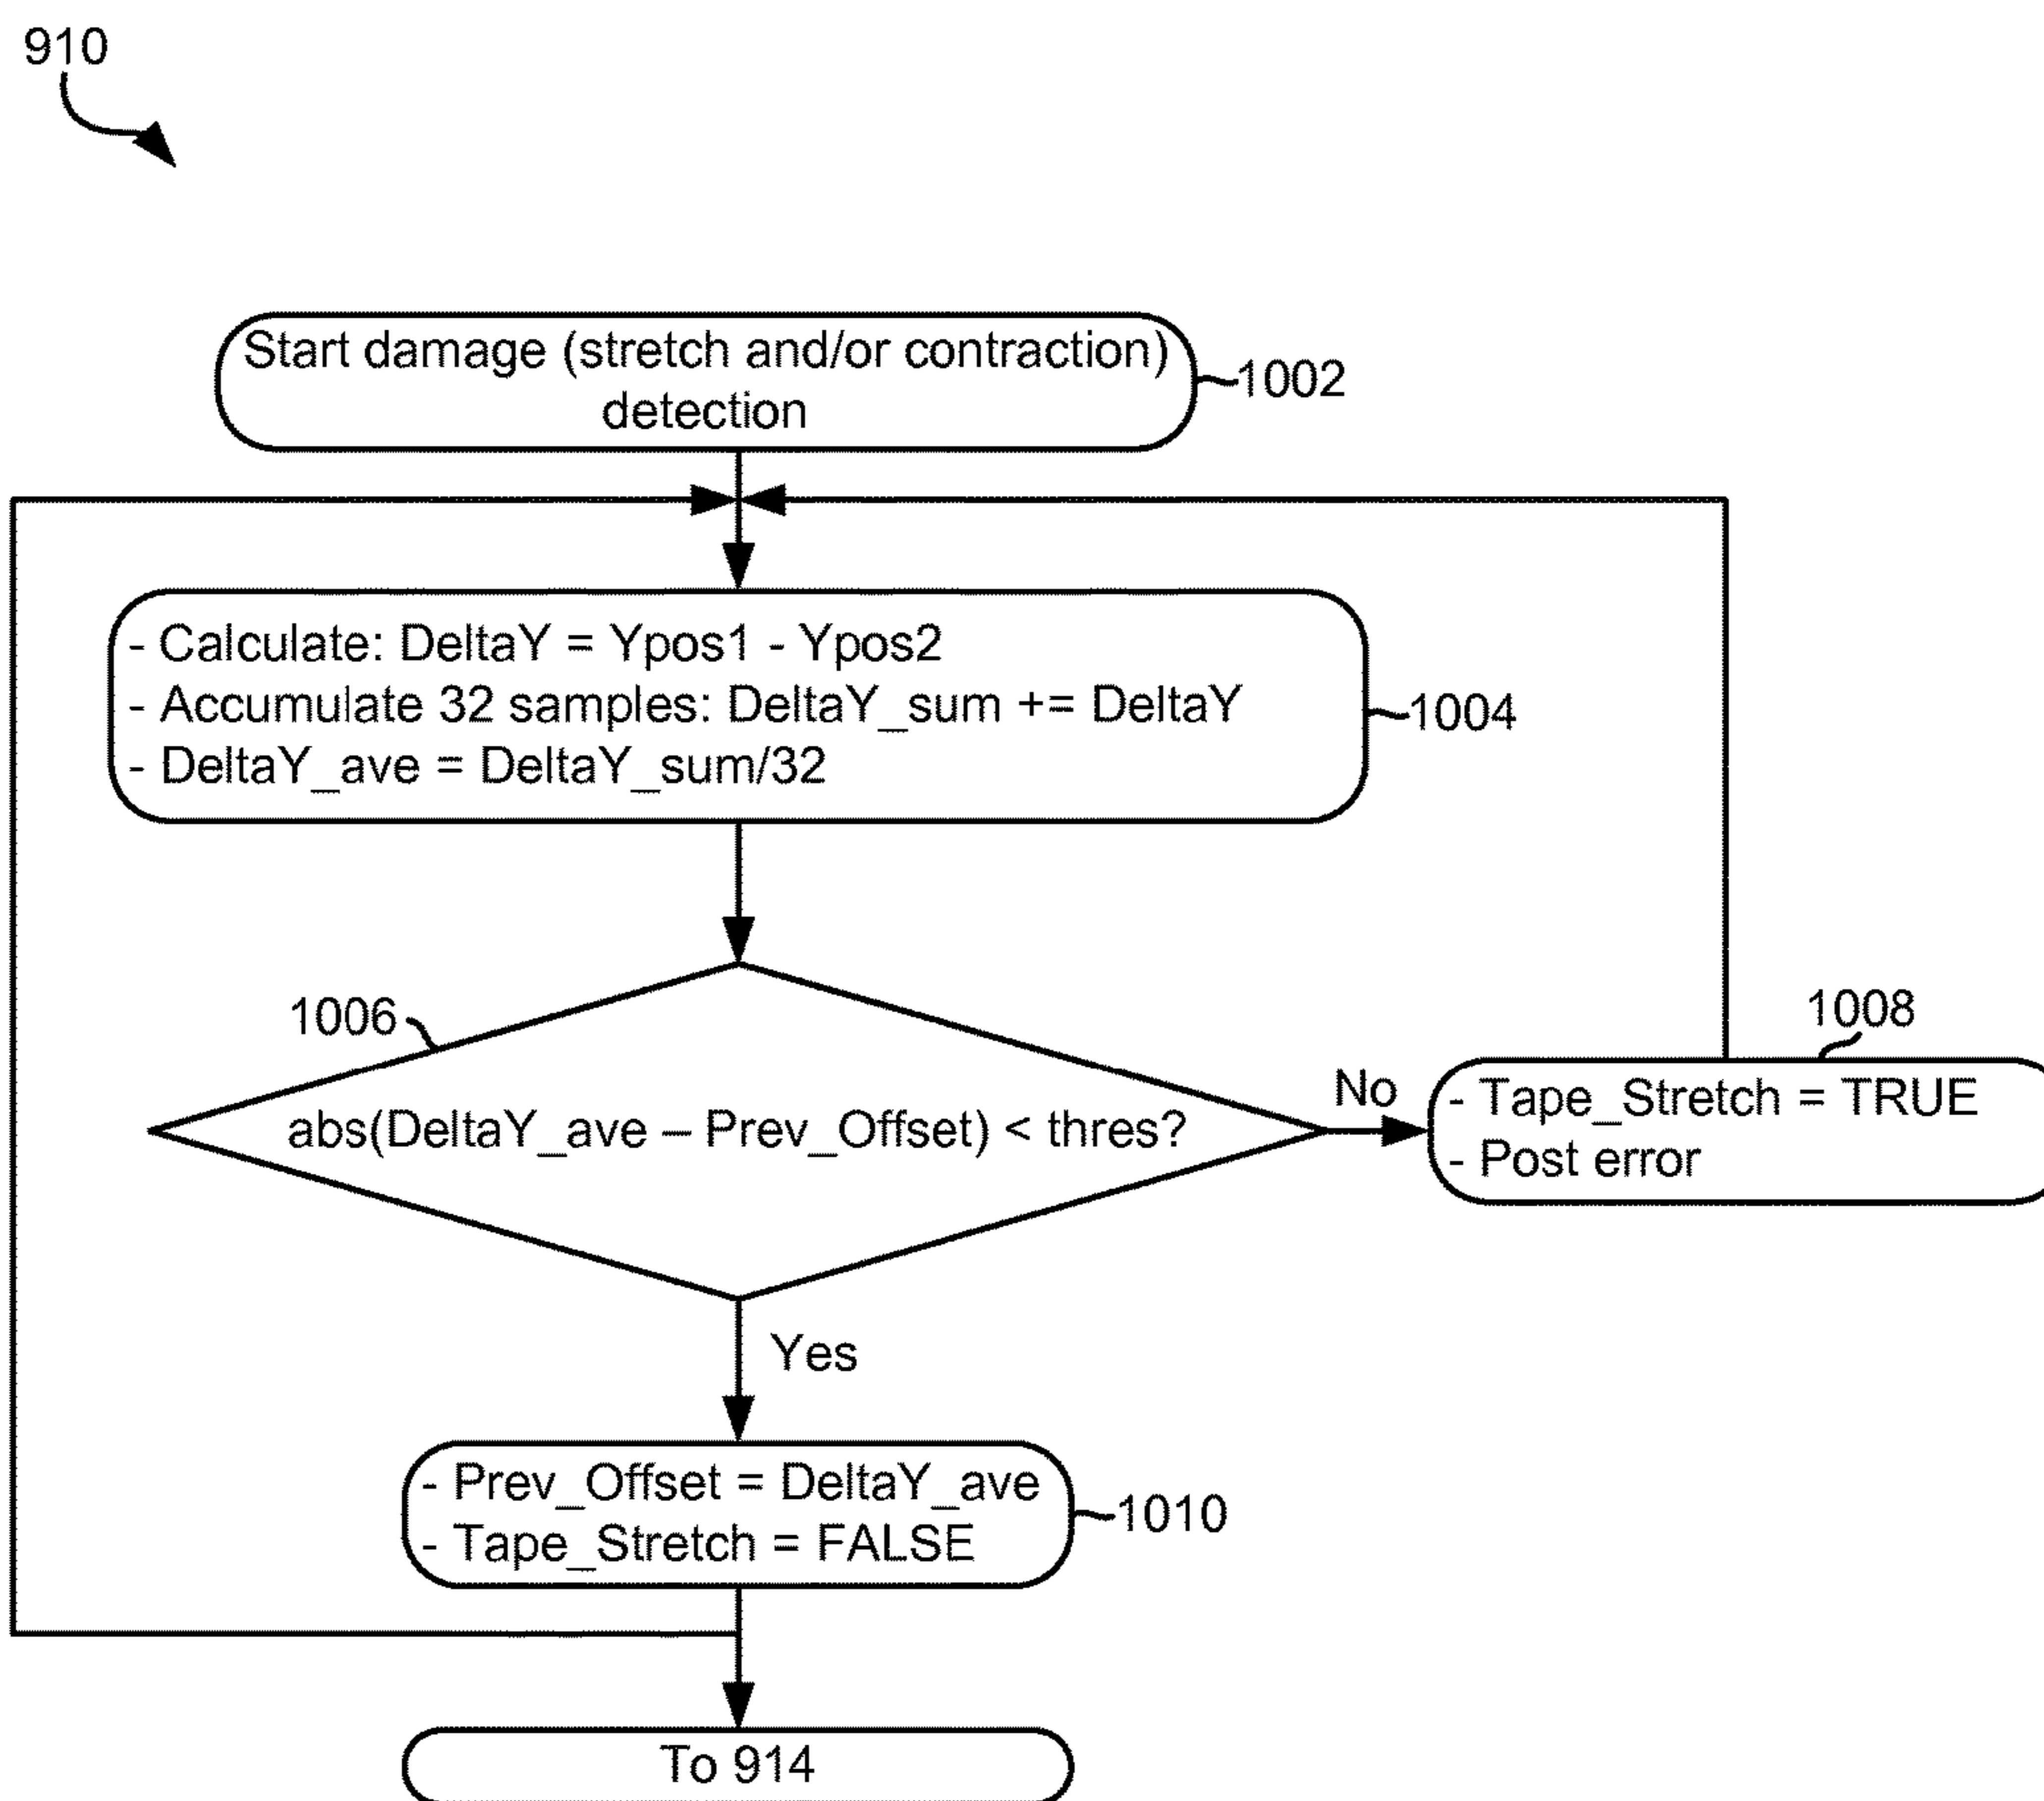 910
Start damage (stretch and/or contraction)
detection
1002
- Calculate: DeltaY = Ypos1 - Ypos2
- Accumulate 32 samples: DeltaY_sum += DeltaY
- DeltaY_ave = DeltaY_sum/32
1004
1006
abs(DeltaY_ave – Prev_Offset) < thres?
No
1008
- Tape_Stretch = TRUE
- Post error
Yes
- Prev_Offset = DeltaY_ave
- Tape_Stretch = FALSE
1010
To 914